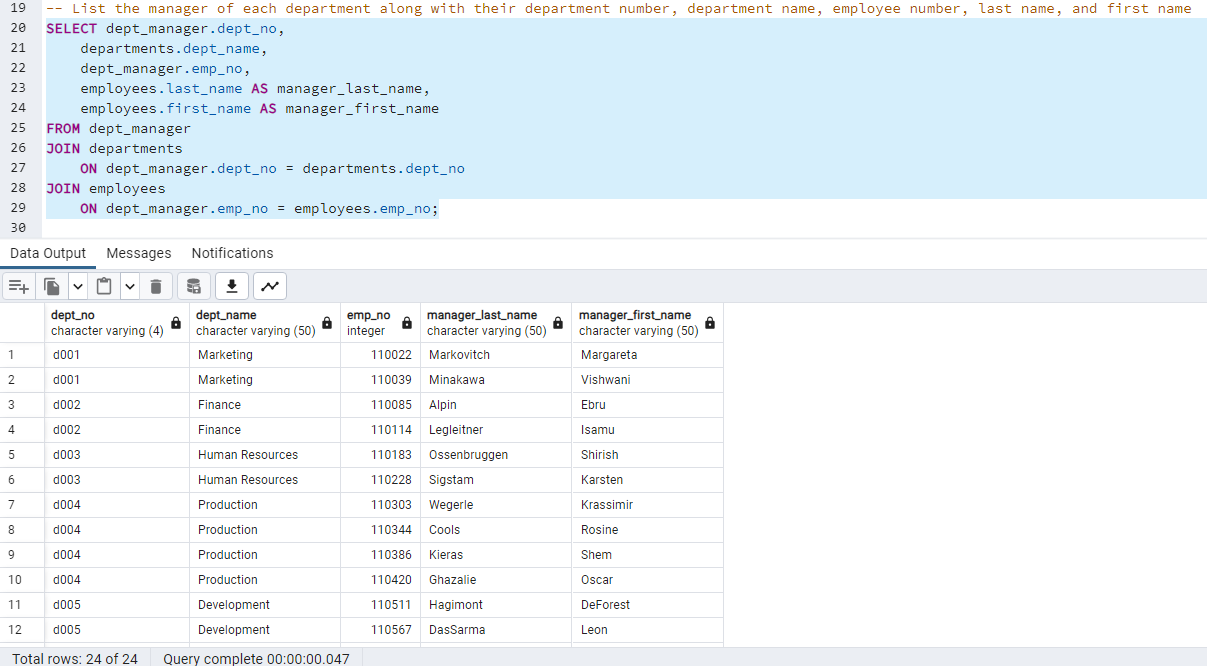 19 -- List the manager of each department along with their department number, department name, employee number, last name, and first name
20 SELECT dept_manager.dept_no,
21 departments.dept_name,
22 dept_manager.emp_no,
23 employees.last_name AS manager_last_name,
24 employees.first_name AS manager_first_name
25 FROM dept_manager
26 JOIN departments
27 ON dept_manager.dept_no = departments.dept_no
28 JOIN employees
29 ON dept_manager.emp_no = employees.emp_no;
30
Data Output Messages Notifications
dept_no dept_name emp_no manager_last_name manager_first_name
character varying (4) character varying (50) integer character varying (50) character varying (50)
1 d001 Marketing 110022 Markovitch Margareta
2 d001 Marketing 110039 Minakawa Vishwani
3 d002 Finance 110085 Alpin Ebru
4 d002 Finance 110114 Legleitner Isamu
5 d003 Human Resources 110183 Ossenbruggen Shirish
6 d003 Human Resources 110228 Sigstam Karsten
7 d004 Production 110303 Wegerle Krassimir
8 d004 Production 110344 Cools Rosine
9 d004 Production 110386 Kieras Shem
10 d004 Production 110420 Ghazalie Oscar
11 d005 Development 110511 Hagimont DeForest
12 d005 Development 110567 DasSarma Leon
Total rows: 24 of 24 Query complete 00:00:00.047